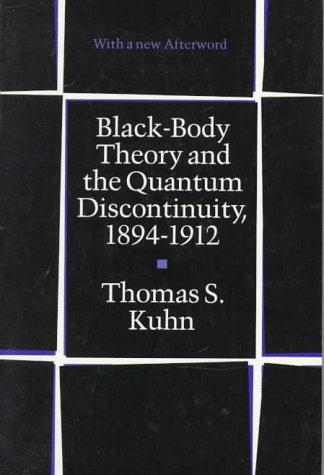 With a new Afterword
Black-Body
Theory and
the Quantum
Discontinuity,
1894-1912
Thomas S.
Kuhn